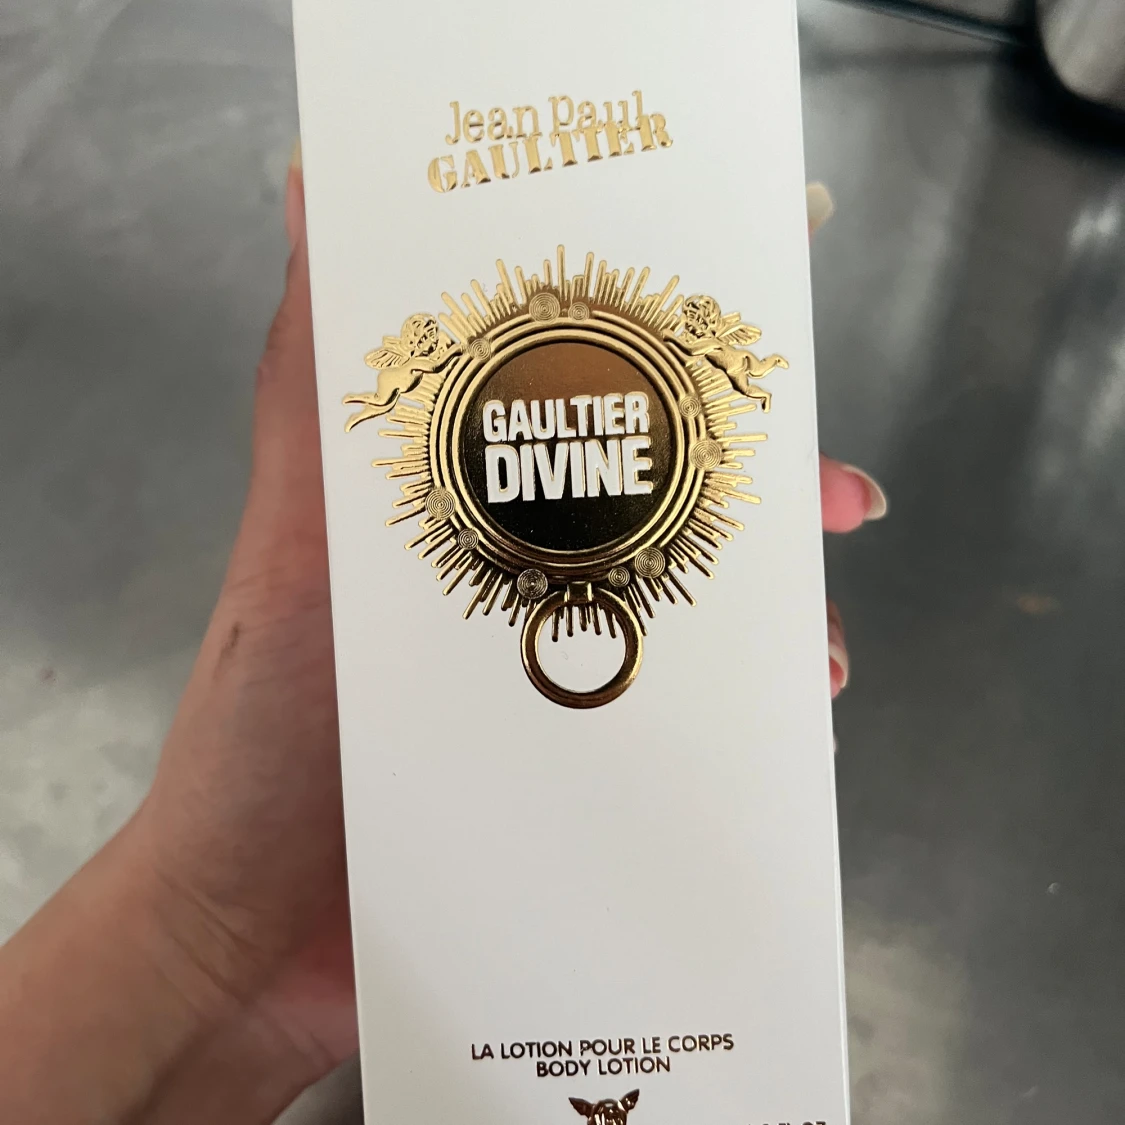 Jean Paul
GAULTIER
GAULTIER
DIVINE
LA LOTION POUR LE CORPS
BODY LOTION